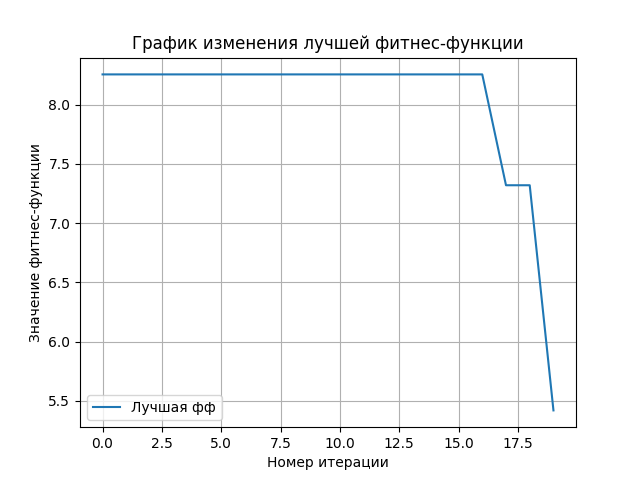 График изменения лучшей фитнес-функции
Значение фитнес-функции
8.0
7.5
7.0
6.5
6.0
5.5
Лучшая фф
0.0 2.5 5.0 7.5 10.0 12.5 15.0 17.5
Номер итерации